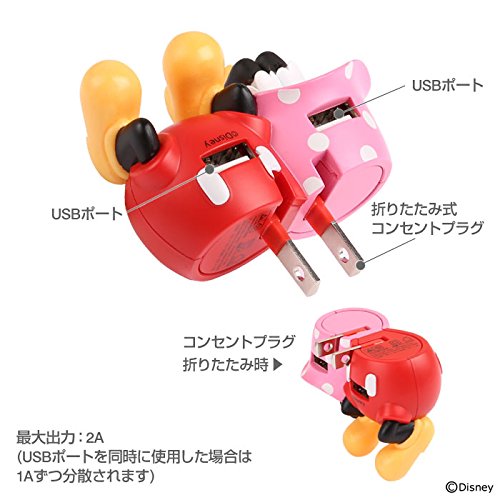 USBポート
©Disney
USBポート
折りたたみ式
コンセントプラグ
コンセントプラグ
折りたたみ時▶
最大出力：2A
(USBポートを同時に使用した場合は
1Aずつ分散されます)
©Disney